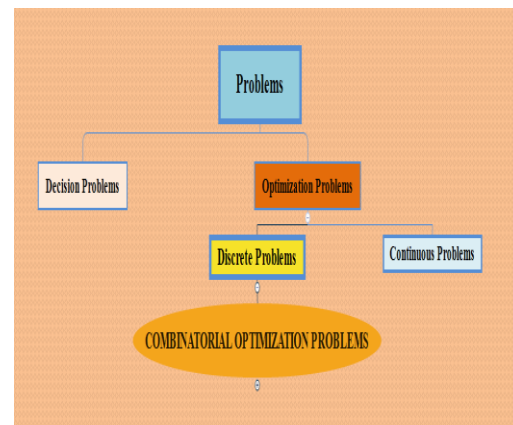 Problems
Decision Problems
Optimization Problems
Discrete Problems
Continuous Problems
COMBINATORIAL OPTIMIZATION PROBLEMS